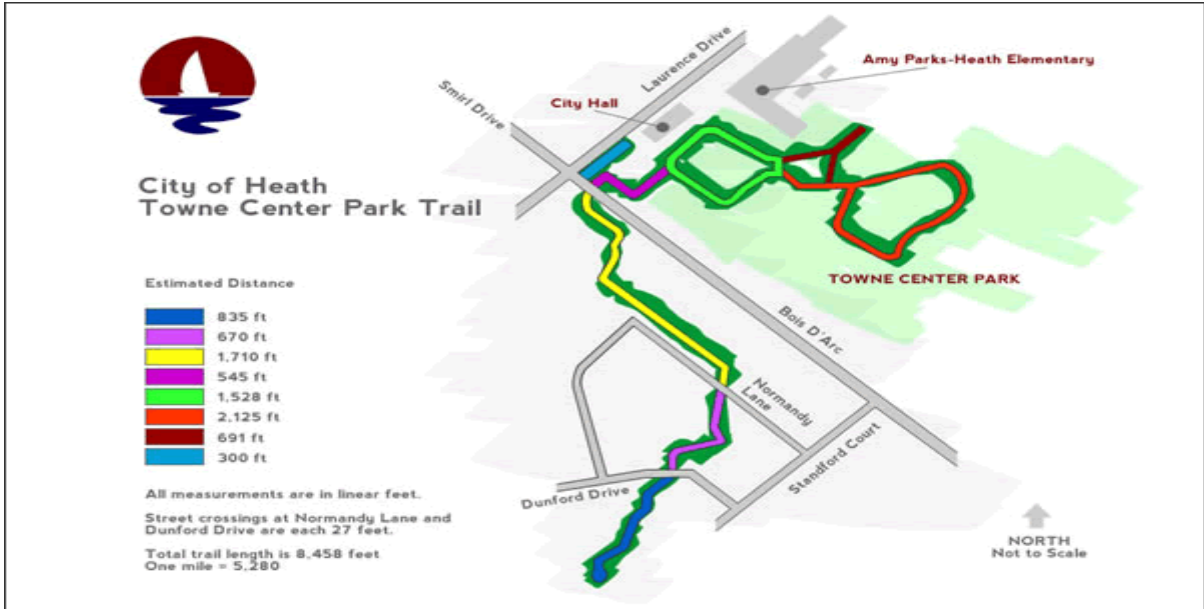 Laurence Drive
Amy Parks-Heath Elementary
Smirl Drive
City Hall
City of Heath
Towne Center Park Trail
TOWNE CENTER PARK
Estimated Distance
835 ft
670 ft
1,710 ft
545 ft
1,528 ft
2,125 ft
691 ft
300 ft
Bois D'Arc
Normandy
Lane
Standford Court
Dunford Drive
All measurements are in linear feet.
Street crossings at Normandy Lane and
Dunford Drive are each 27 feet.
Total trail length is 8,458 feet
One mile = 5,280
NORTH
Not to Scale